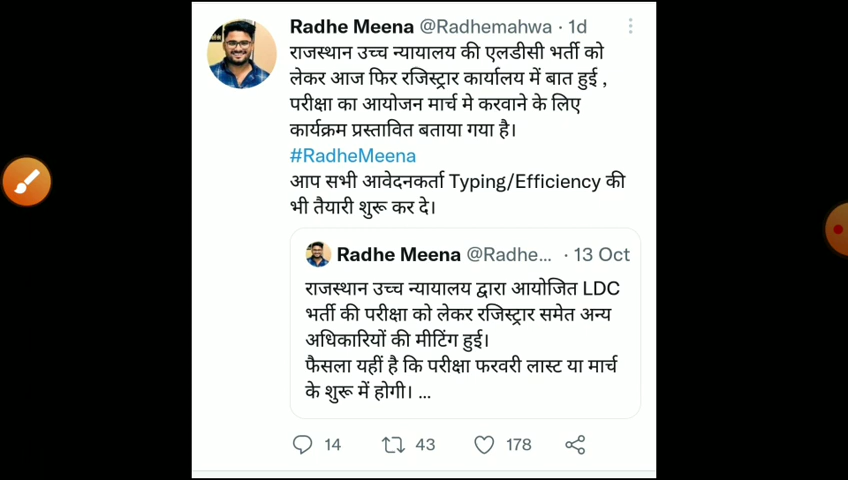 Radhe Meena @Radhemahwa · 1d
राजस्थान उच्च न्यायालय की एलडीसी भर्ती को
लेकर आज फिर रजिस्ट्रार कार्यालय में बात हुई ,
परीक्षा का आयोजन मार्च मे करवाने के लिए
कार्यक्रम प्रस्तावित बताया गया है।
#RadheMeena
आप सभी आवेदनकर्ता Typing/Efficiency की
भी तैयारी शुरू कर दे।
Radhe Meena @Radhe... · 13 Oct
राजस्थान उच्च न्यायालय द्वारा आयोजित LDC
भर्ती की परीक्षा को लेकर रजिस्ट्रार समेत अन्य
अधिकारियों की मीटिंग हुई।
फैसला यहीं है कि परीक्षा फरवरी लास्ट या मार्च
के शुरू में होगी। ...
14 43 178